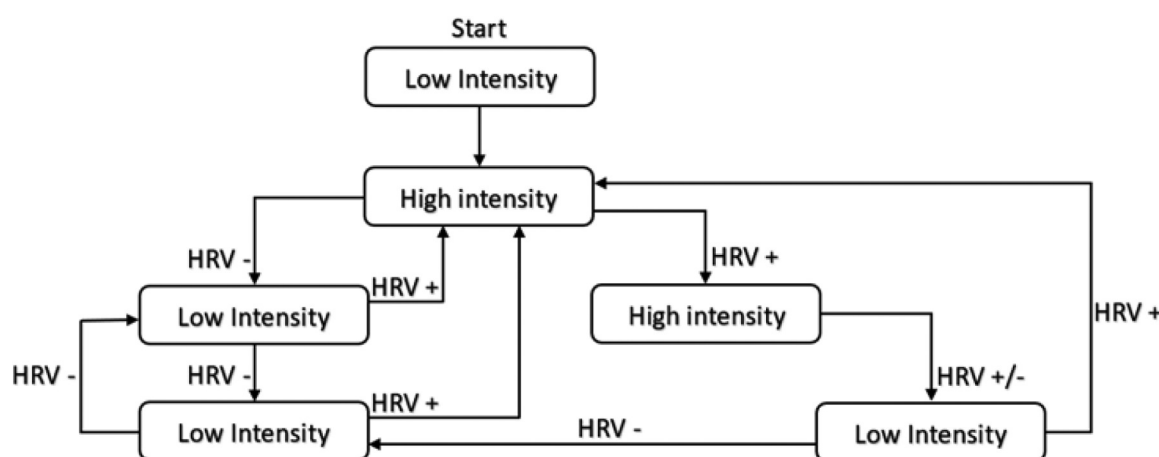 Start
Low Intensity
High intensity
HRV -
HRV +
HRV +
Low Intensity
High intensity
HRV +
HRV -
HRV -
HRV +/-
HRV +
Low Intensity
HRV -
Low Intensity